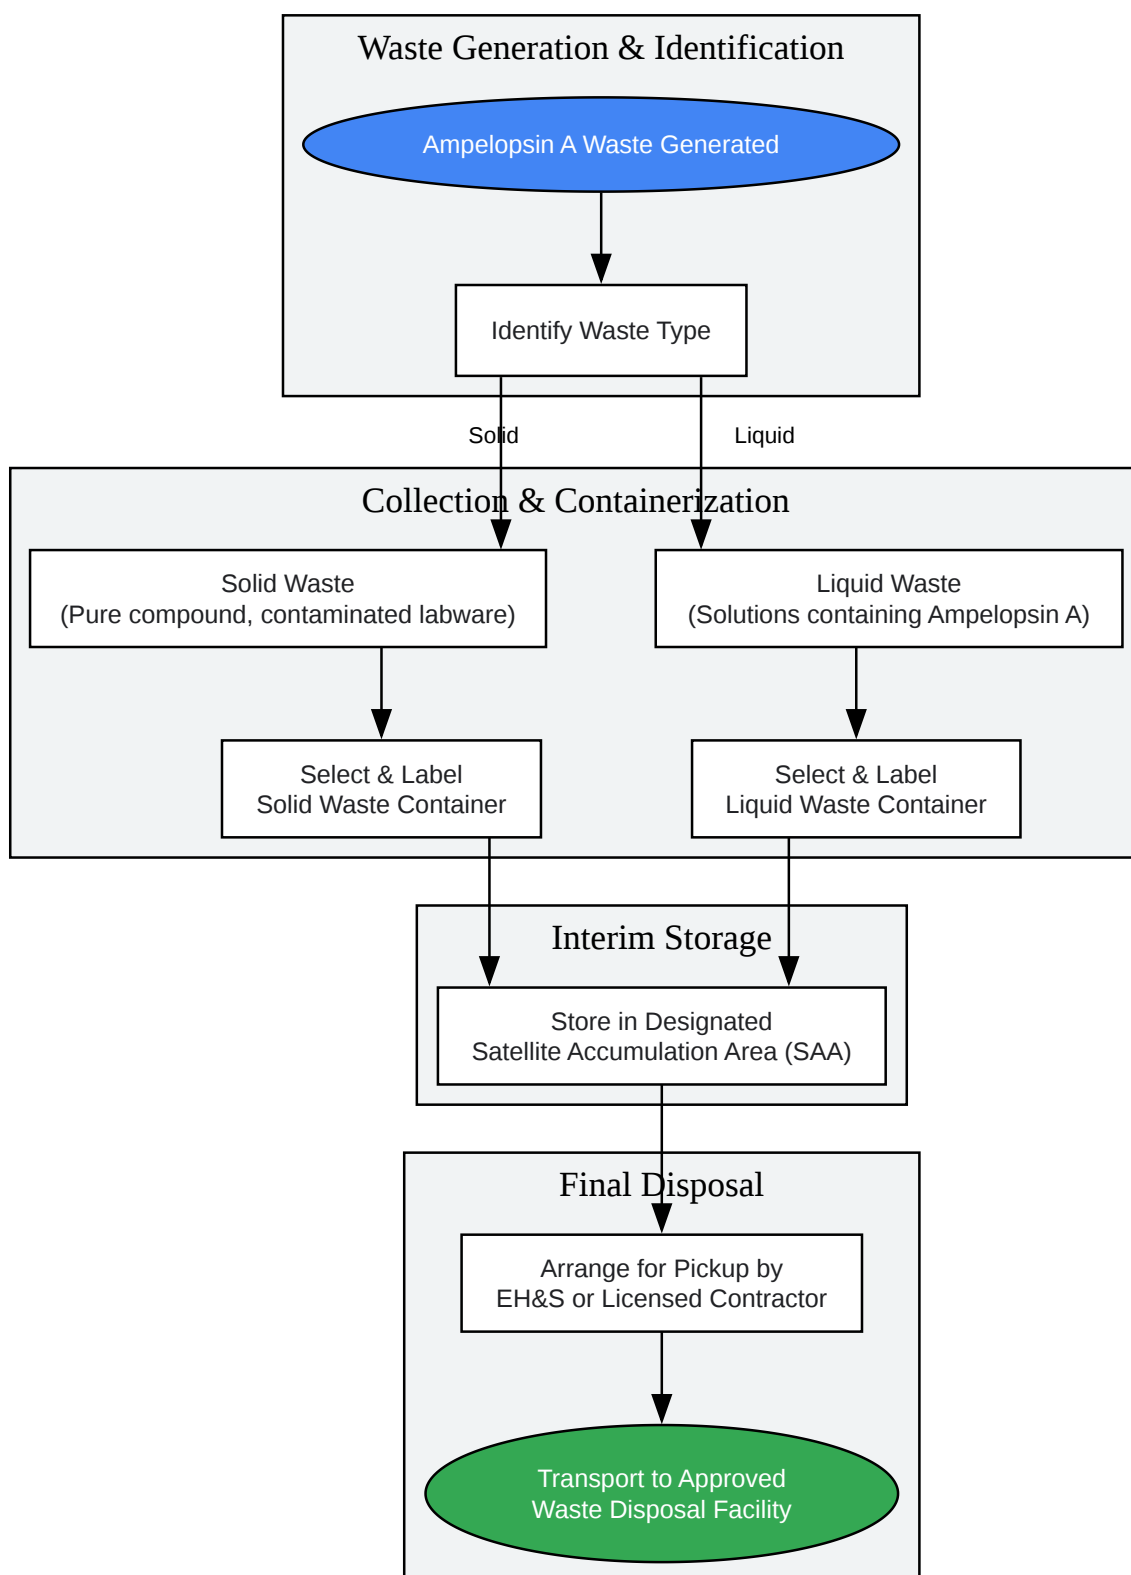 Waste Generation & Identification
Ampelopsin A Waste Generated
Identify Waste Type
Solid
Liquid
Collection & Containerization
Solid Waste
(Pure compound, contaminated labware)
Liquid Waste
(Solutions containing Ampelopsin A)
Select & Label
Solid Waste Container
Select & Label
Liquid Waste Container
Interim Storage
Store in Designated
Satellite Accumulation Area (SAA)
Final Disposal
Arrange for Pickup by
EH&S or Licensed Contractor
Transport to Approved
Waste Disposal Facility